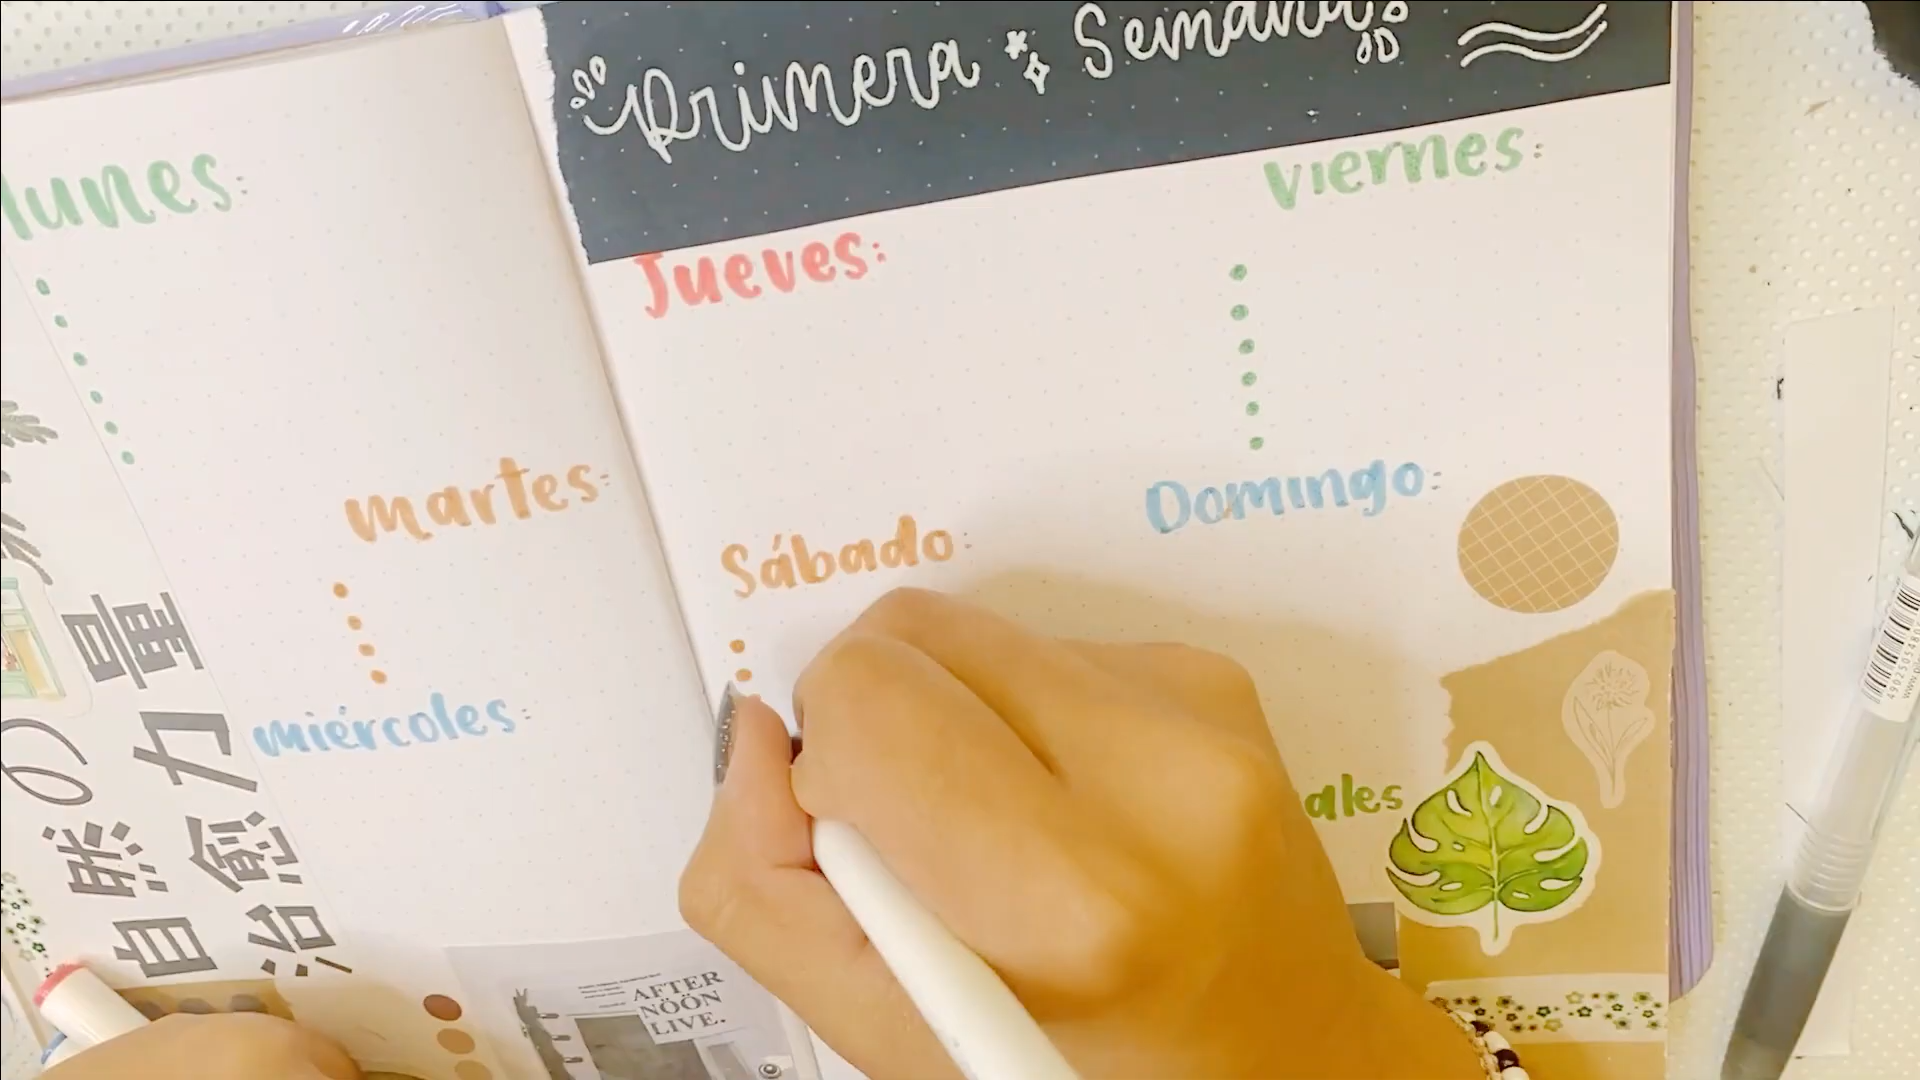 Primera Semana
lunes:
Jueves:
viernes:
martes:
Sábado:
Domingo:
miércoles:
ales
自然の力量
治愈
AFTER
NÖÖN
LIVE.